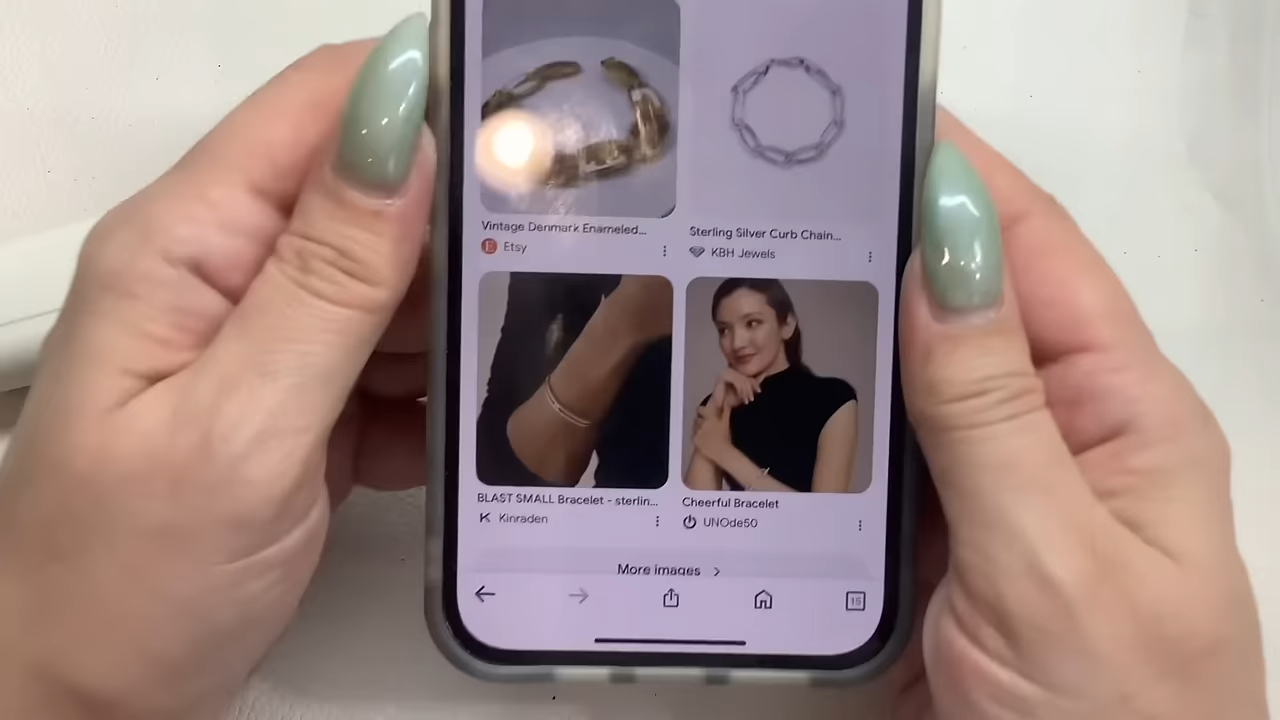 Vintage Denmark Enameled...
Etsy
Sterling Silver Curb Chain...
KBH Jewels
BLAST SMALL Bracelet - sterlin...
Kinraden
Cheerful Bracelet
UNOde50
More images
15